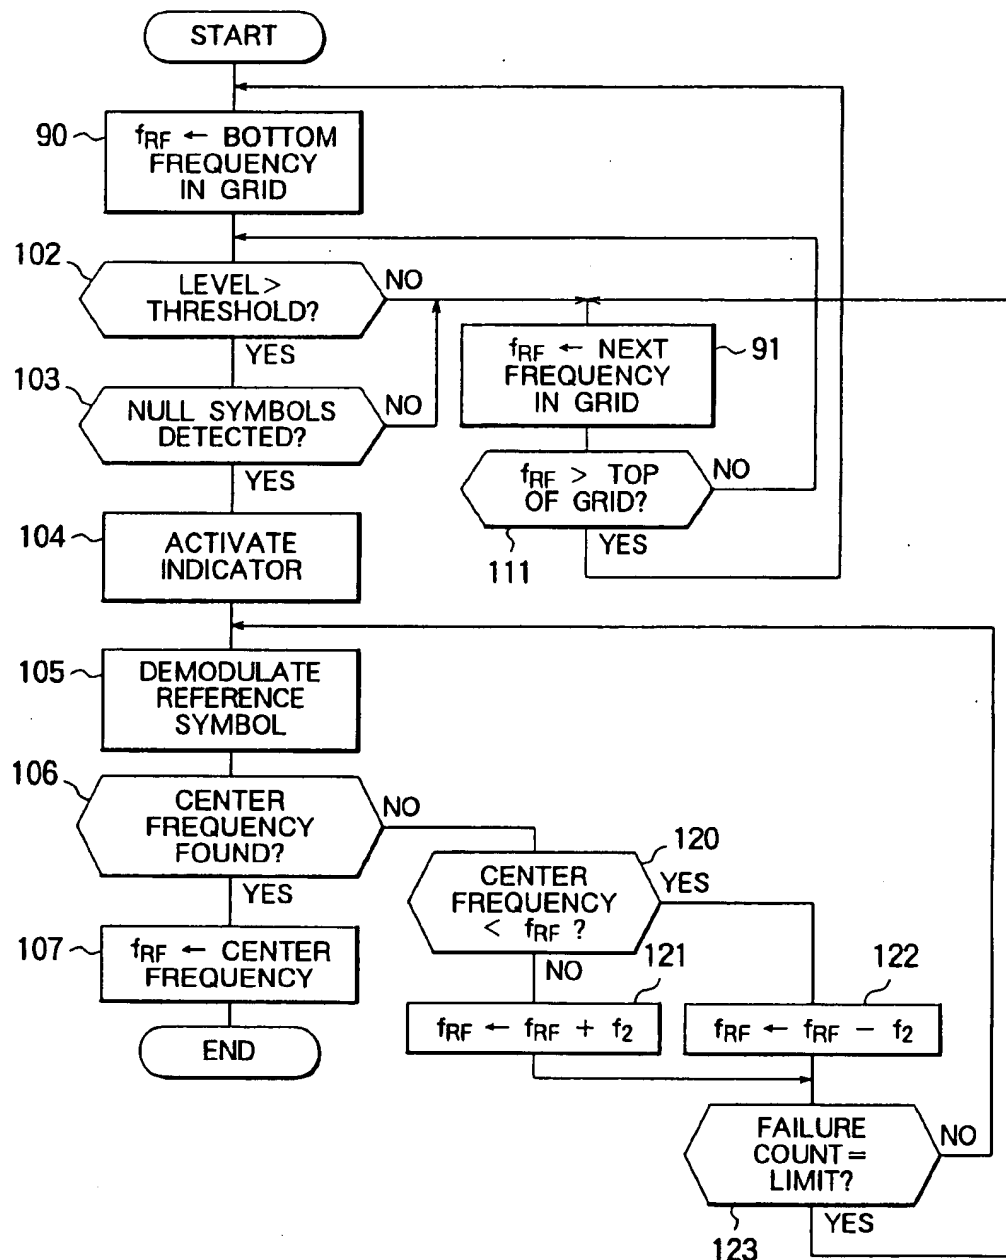 START
90
fRF ← BOTTOM
FREQUENCY
IN GRID
102
LEVEL>
THRESHOLD?
NO
YES
fRF ← NEXT
FREQUENCY
IN GRID
91
103
NULL SYMBOLS
DETECTED?
NO
YES
fRF > TOP
OF GRID?
NO
YES
111
104
ACTIVATE
INDICATOR
105
DEMODULATE
REFERENCE
SYMBOL
106
CENTER
FREQUENCY
FOUND?
NO
YES
120
CENTER
FREQUENCY
< fRF ?
YES
NO
107
fRF ← CENTER
FREQUENCY
121
fRF ← fRF + f2
122
fRF ← fRF − f2
END
FAILURE
COUNT=
LIMIT?
NO
YES
123